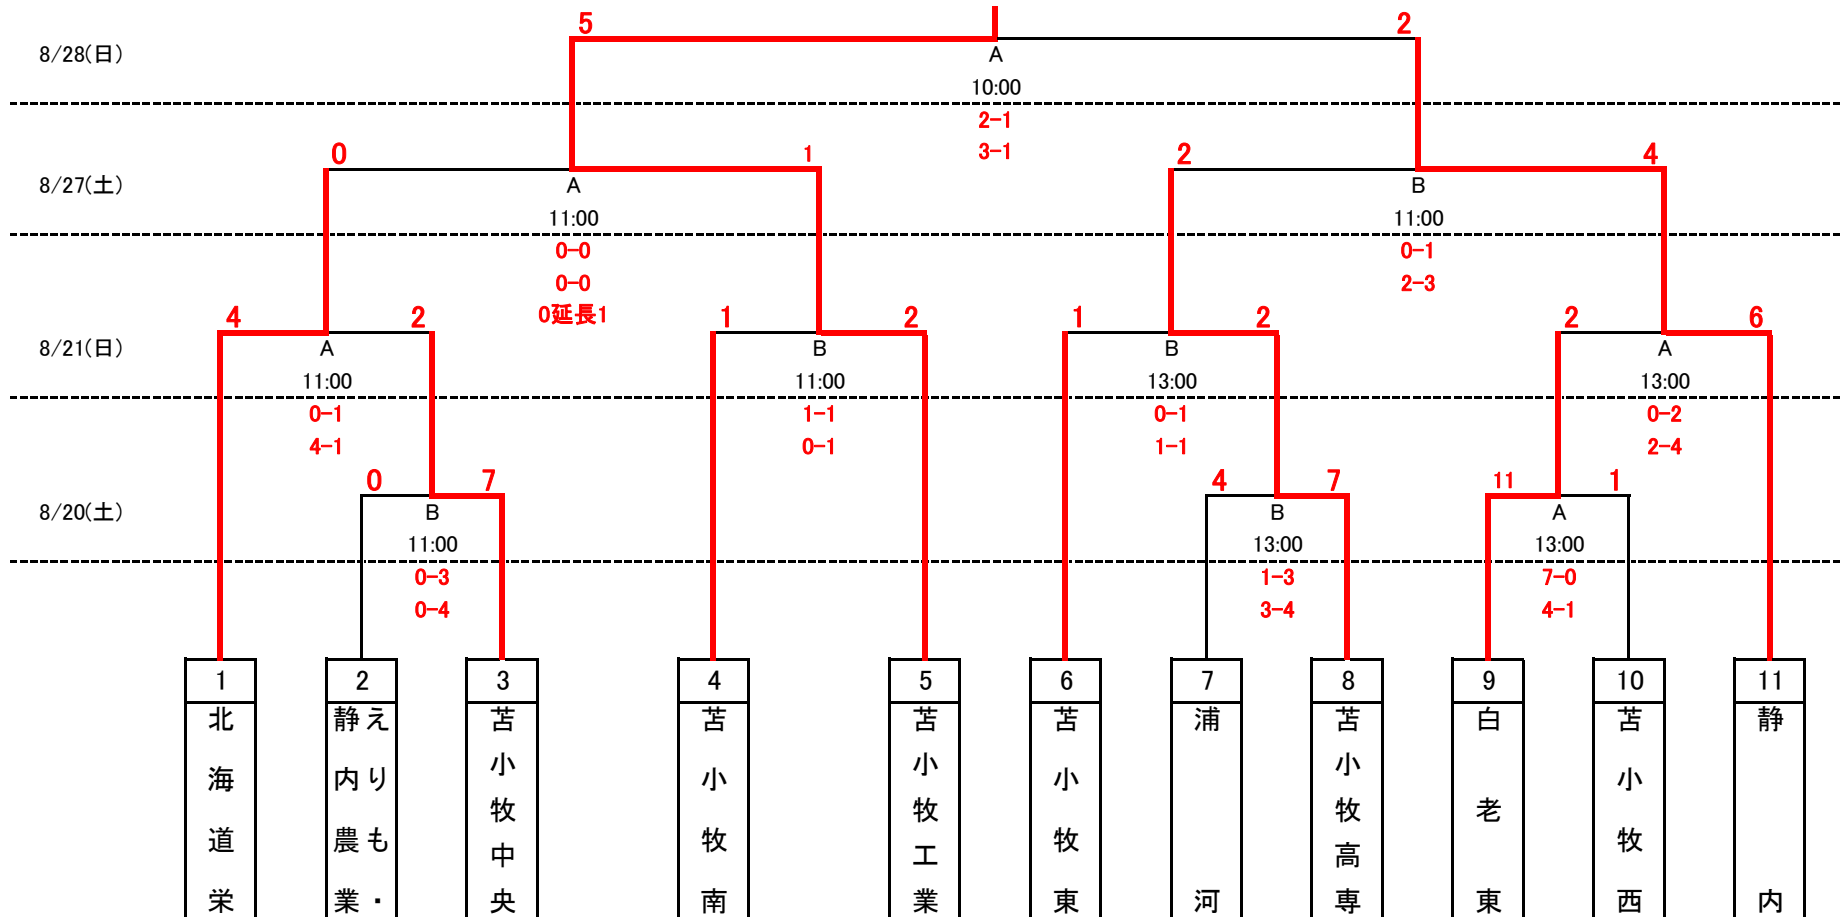 5 2
8/28(日) A
10:00
2-1
3-1
0 1 2 4
8/27(土) A B
11:00 11:00
0-0 0-1
0-0 2-3
0延長1
4 2 1 2 1 2 2 6
8/21(日) A B B A
11:00 11:00 13:00 13:00
0-1 1-1 0-1 0-2
4-1 0-1 1-1 2-4
0 7 4 7 11 1
8/20(土) B B A
11:00 13:00 13:00
0-3 1-3 7-0
0-4 3-4 4-1
1 2 3 4 5 6 7 8 9 10 11
北海道栄
えりも・
静内農業
苫小牧中央
苫小牧南
苫小牧工業
苫小牧東
浦河
苫小牧高専
白老東
苫小牧西
静内